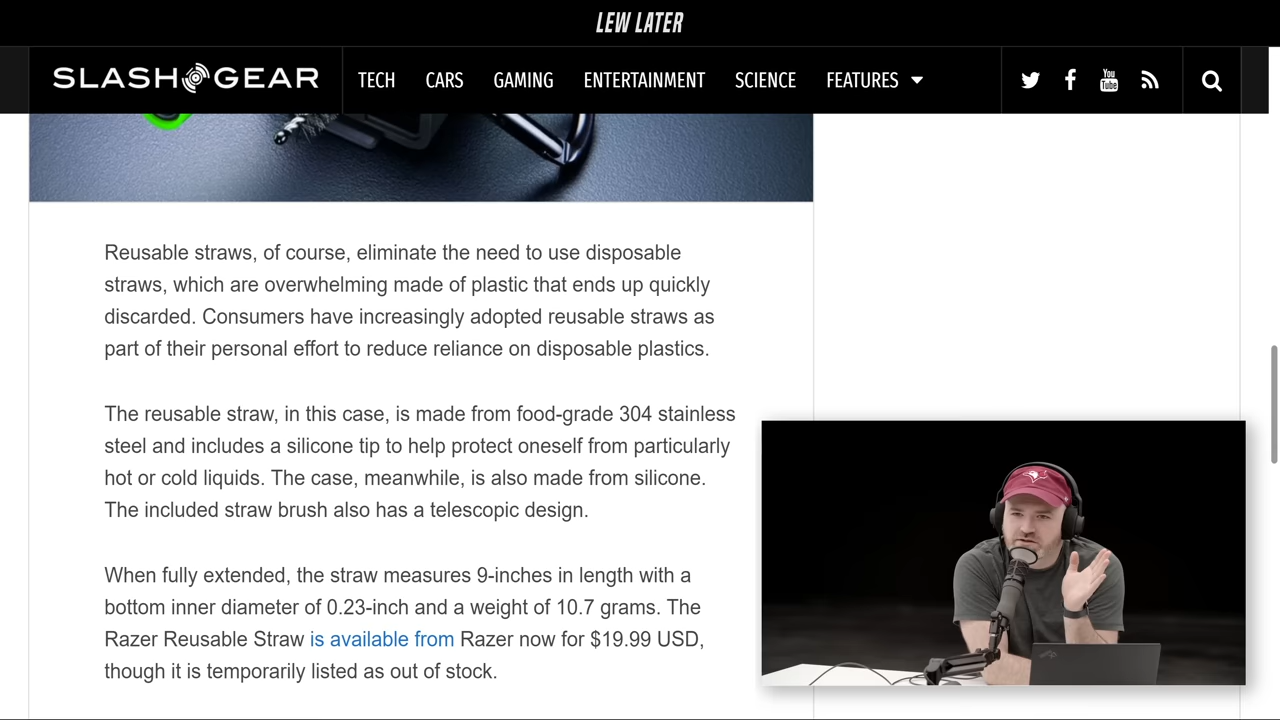 LEW LATER
SLASHGEAR TECH CARS GAMING ENTERTAINMENT SCIENCE FEATURES You Tube
Reusable straws, of course, eliminate the need to use disposable
straws, which are overwhelming made of plastic that ends up quickly
discarded. Consumers have increasingly adopted reusable straws as
part of their personal effort to reduce reliance on disposable plastics.
The reusable straw, in this case, is made from food-grade 304 stainless
steel and includes a silicone tip to help protect oneself from particularly
hot or cold liquids. The case, meanwhile, is also made from silicone.
The included straw brush also has a telescopic design.
When fully extended, the straw measures 9-inches in length with a
bottom inner diameter of 0.23-inch and a weight of 10.7 grams. The
Razer Reusable Straw is available from Razer now for $19.99 USD,
though it is temporarily listed as out of stock.